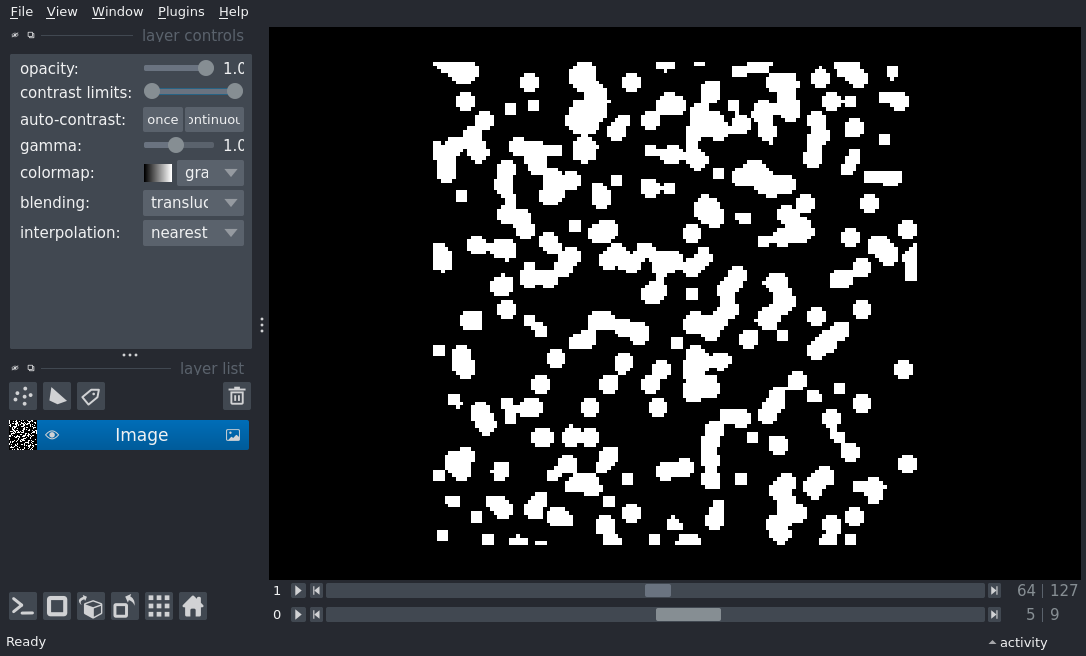 File View Window Plugins Help
layer controls
opacity: 1.0
contrast limits:
auto-contrast: once ontinuou
gamma: 1.0
colormap: gra
blending: transluc
interpolation: nearest
layer list
Image
1 64 | 127
0 5 | 9
Ready activity